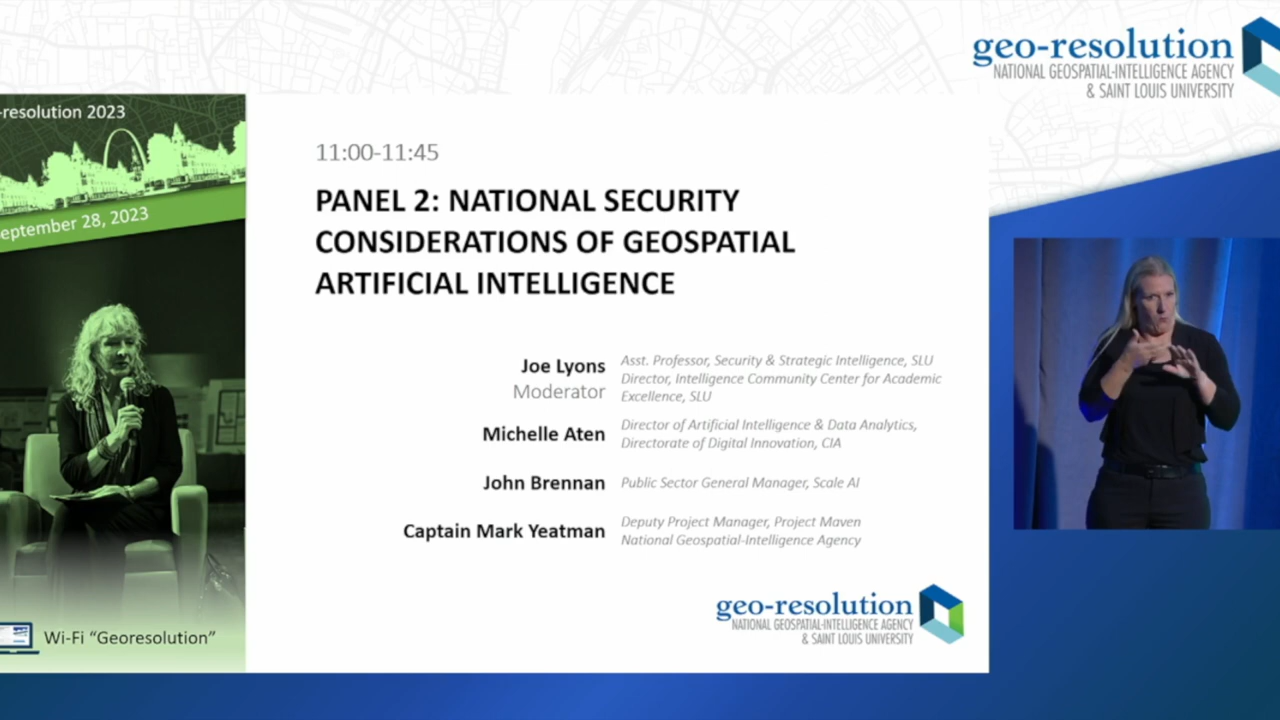 geo-resolution
NATIONAL GEOSPATIAL-INTELLIGENCE AGENCY
& SAINT LOUIS UNIVERSITY
-resolution 2023
eptember 28, 2023
11:00-11:45
PANEL 2: NATIONAL SECURITY
CONSIDERATIONS OF GEOSPATIAL
ARTIFICIAL INTELLIGENCE
Joe Lyons
Moderator
Asst. Professor, Security & Strategic Intelligence, SLU
Director, Intelligence Community Center for Academic
Excellence, SLU
Michelle Aten
Director of Artificial Intelligence & Data Analytics,
Directorate of Digital Innovation, CIA
John Brennan
Public Sector General Manager, Scale AI
Captain Mark Yeatman
Deputy Project Manager, Project Maven
National Geospatial-Intelligence Agency
geo-resolution
NATIONAL GEOSPATIAL-INTELLIGENCE AGENCY
& SAINT LOUIS UNIVERSITY
Wi-Fi “Georesolution”